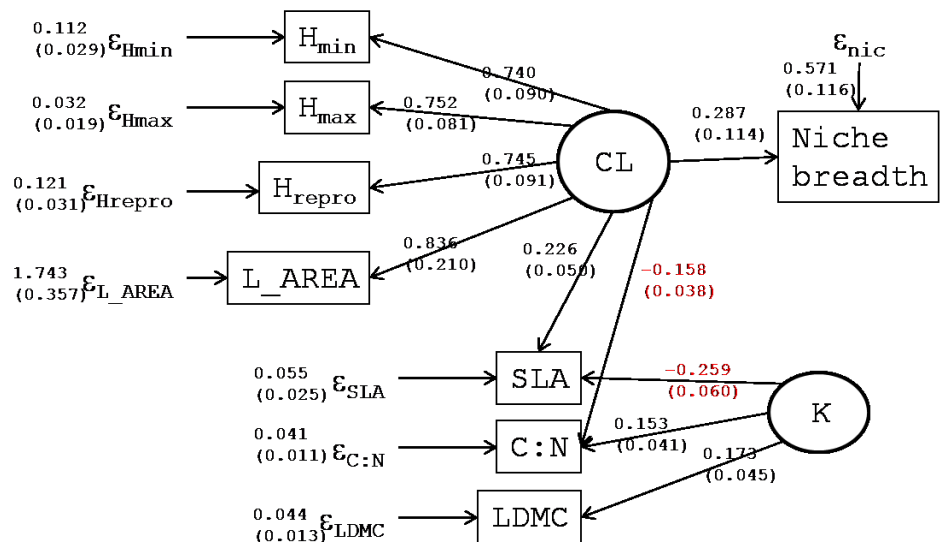 0.112
(0.029) εHmin
Hmin
0.740
(0.090)
εnic
0.571
(0.116)
0.032
(0.019) εHmax
Hmax
0.752
(0.081)
CL
0.287
(0.114)
Niche
breadth
0.121
(0.031) εHrepro
Hrepro
0.745
(0.091)
1.743
(0.357) εL_AREA
L_AREA
0.836
(0.210)
0.226
(0.050)
−0.158
(0.038)
0.055
(0.025) εSLA
SLA
−0.259
(0.060)
K
0.041
(0.011) εC:N
C:N
0.153
(0.041)
0.173
(0.045)
0.044
(0.013) εLDMC
LDMC